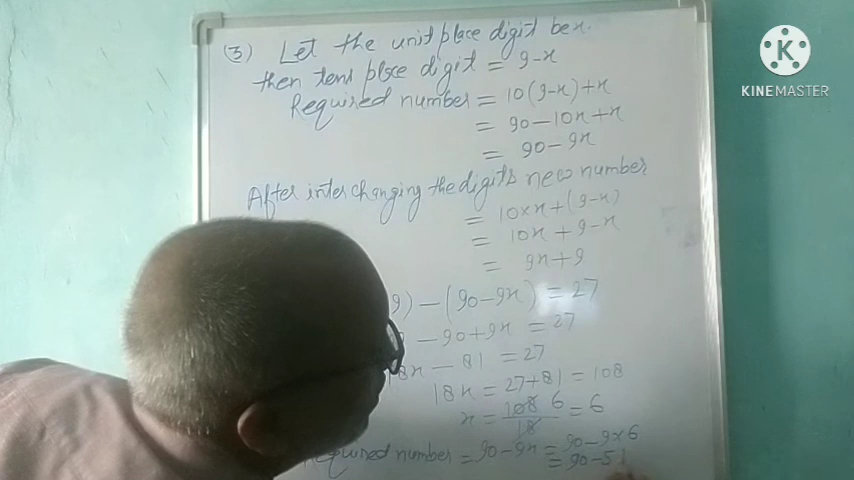 (3) Let the unit place digit be x.
then tens place digit = 9-x
Required number = 10(9-x)+x
= 90-10x+x
= 90-9x
After interchanging the digits new number
= 10×x+(9-x)
= 10x+9-x
= 9x+9
9)-(90-9x) = 27
-90+9x = 27
8x - 81 = 27
18x = 27+81 = 108
x = 108/18 6 = 6
Required number = 90-9x = 90-9×6
= 90-5
K
KINEMASTER